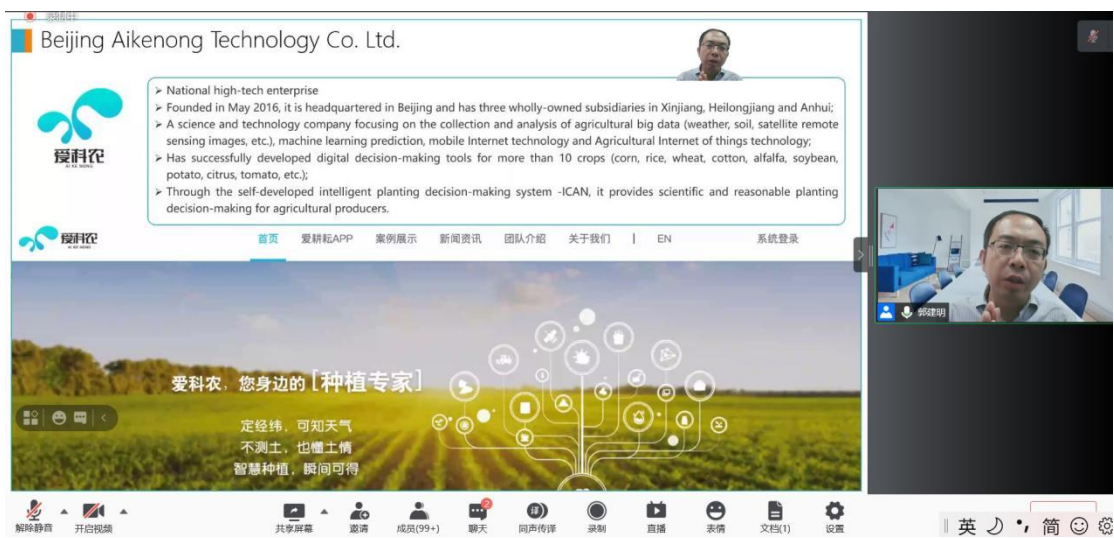 Beijing Aikenong Technology Co. Ltd.
➢ National high-tech enterprise
➢ Founded in May 2016, it is headquartered in Beijing and has three wholly-owned subsidiaries in Xinjiang, Heilongjiang and Anhui;
➢ A science and technology company focusing on the collection and analysis of agricultural big data (weather, soil, satellite remote
sensing images, etc.), machine learning prediction, mobile Internet technology and Agricultural Internet of things technology;
➢ Has successfully developed digital decision-making tools for more than 10 crops (corn, rice, wheat, cotton, alfalfa, soybean,
potato, citrus, tomato, etc.);
➢ Through the self-developed intelligent planting decision-making system -ICAN, it provides scientific and reasonable planting
decision-making for agricultural producers.
爱科农
AI KE NONG
爱科农
AI KE NONG
首页 爱耕耘APP 案例展示 新闻资讯 团队介绍 关于我们 | EN 系统登录
爱科农，您身边的 [种植专家]
定经纬，可知天气
不测土，也懂土情
智慧种植，瞬间可得
郭建明
解除静音 开启视频 共享屏幕 邀请 成员(99+) 聊天 2 同声传译 译 录制 直播 表情 文档(1) 设置
英 简